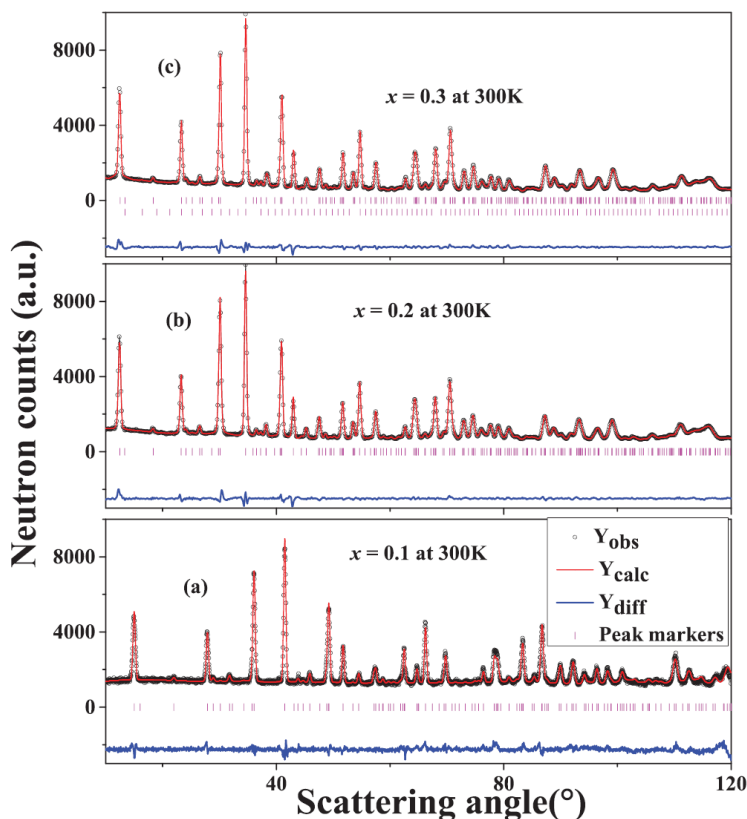 Neutron counts (a.u.)
8000
(c)
x = 0.3 at 300K
4000
0
8000
(b)
x = 0.2 at 300K
4000
0
8000
(a)
x = 0.1 at 300K
4000
0
Yobs
Ycalc
Ydiff
Peak markers
40 80 120
Scattering angle(°)